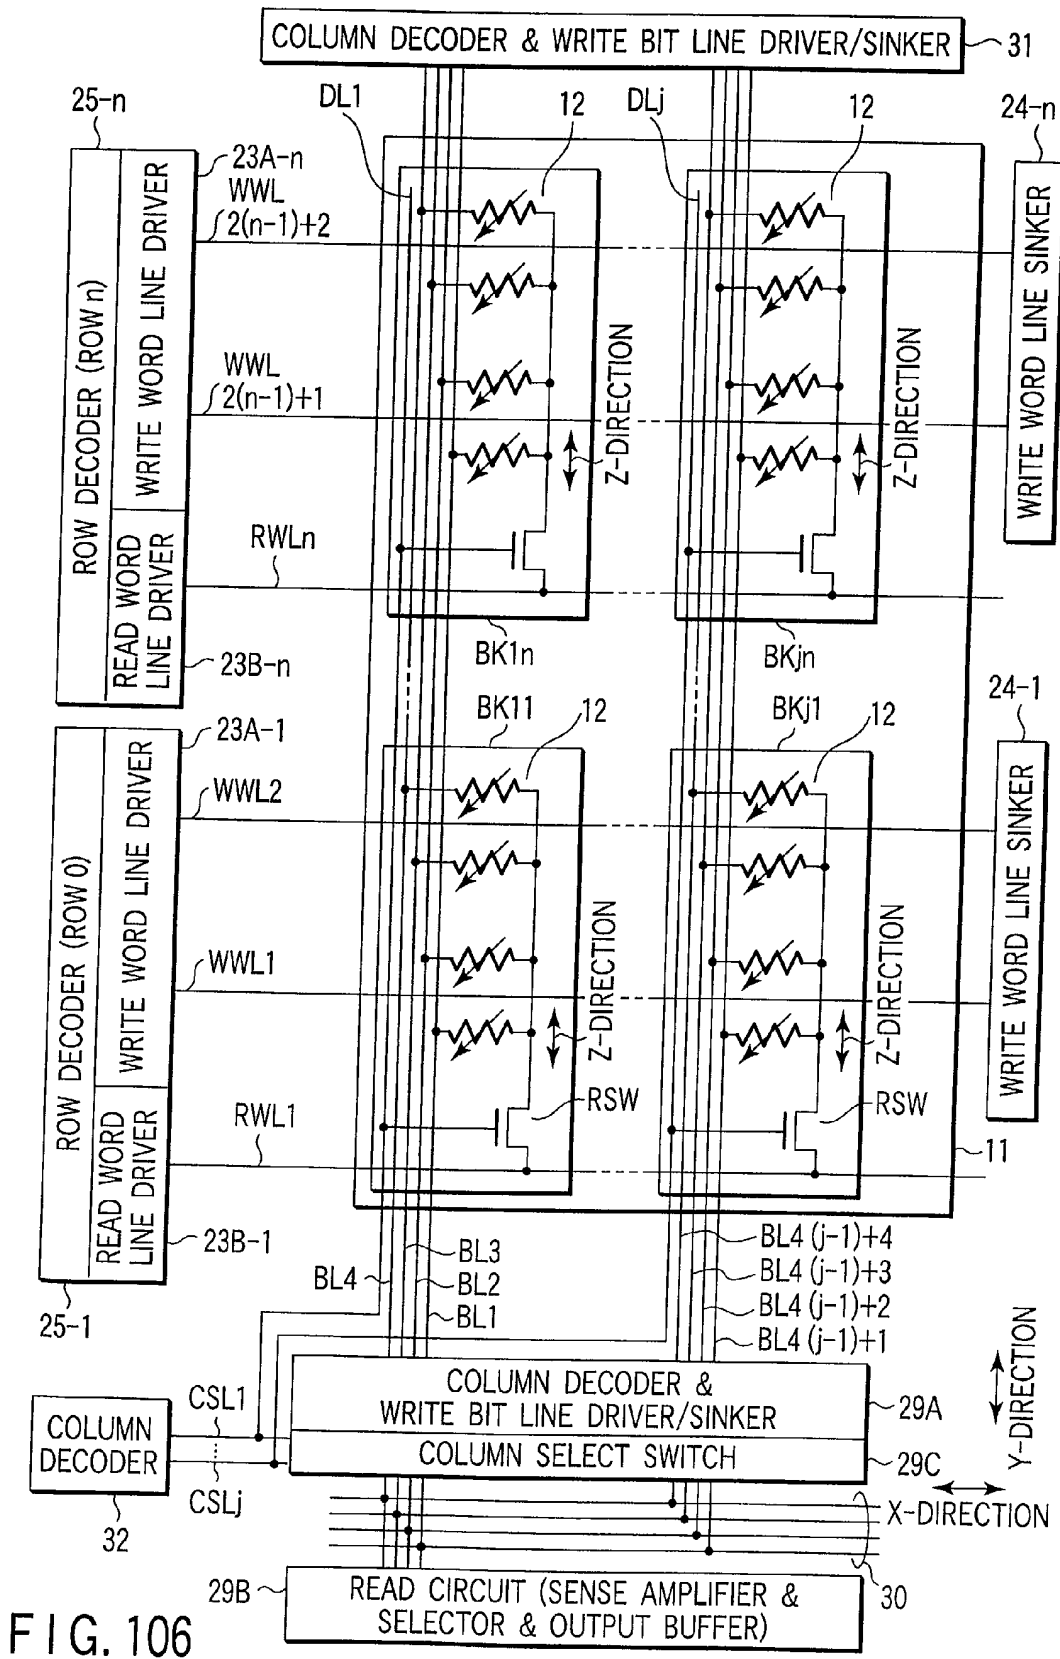 COLUMN DECODER & WRITE BIT LINE DRIVER/SINKER
31
25-n
DL1
12
DLj
12
24-n
23A-n
WWL
2(n-1)+2
ROW DECODER (ROW n)
WRITE WORD LINE DRIVER
WRITE WORD LINE SINKER
WWL
2(n-1)+1
Z-DIRECTION
Z-DIRECTION
READ WORD
LINE DRIVER
RWLn
23B-n
BK1n
BKjn
BK11
12
BKj1
12
24-1
23A-1
WWL2
ROW DECODER (ROW 0)
WRITE WORD LINE DRIVER
WRITE WORD LINE SINKER
WWL1
Z-DIRECTION
Z-DIRECTION
READ WORD
LINE DRIVER
RWL1
RSW
RSW
11
23B-1
25-1
BL4
BL3
BL2
BL1
BL4 (j-1)+4
BL4 (j-1)+3
BL4 (j-1)+2
BL4 (j-1)+1
COLUMN DECODER &
WRITE BIT LINE DRIVER/SINKER
29A
Y-DIRECTION
CSL1
COLUMN
DECODER
COLUMN SELECT SWITCH
29C
CSLj
32
X-DIRECTION
30
29B
READ CIRCUIT (SENSE AMPLIFIER &
SELECTOR & OUTPUT BUFFER)
FIG. 106